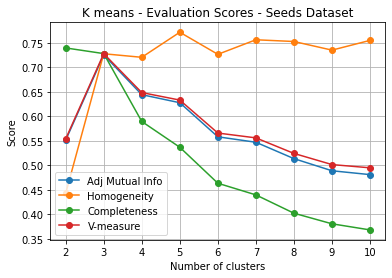 K means - Evaluation Scores - Seeds Dataset
Score
0.75
0.70
0.65
0.60
0.55
0.50
0.45
0.40
0.35
Adj Mutual Info
Homogeneity
Completeness
V-measure
2 3 4 5 6 7 8 9 10
Number of clusters